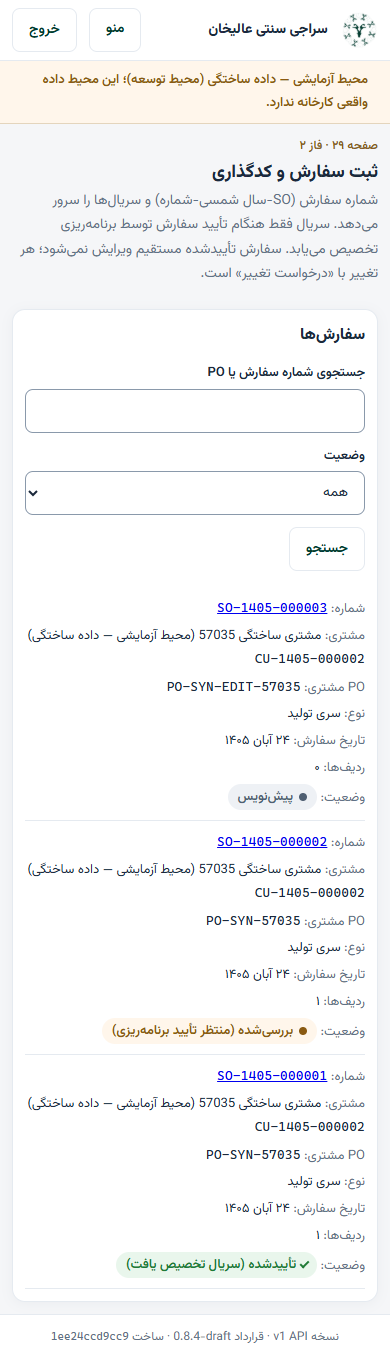 سراجی سنتی عالیخان
منو
خروج
محیط آزمایشی — داده ساختگی (محیط توسعه)؛ این محیط داده
واقعی کارخانه ندارد.
صفحه ۲۹ · فاز ۲
ثبت سفارش و کدگذاری
شماره سفارش (SO-سال شمسی-شماره) و سریال‌ها را سرور
می‌دهد. سریال فقط هنگام تأیید سفارش توسط برنامه‌ریزی
تخصیص می‌یابد. سفارش تأییدشده مستقیم ویرایش نمی‌شود؛ هر
تغییر با «درخواست تغییر» است.
سفارش‌ها
جستجوی شماره سفارش یا PO
وضعیت
همه
جستجو
شماره: SO-1405-000003
مشتری: مشتری ساختگی 57035 (محیط آزمایشی — داده ساختگی)
CU-1405-000002
PO مشتری: PO-SYN-EDIT-57035
نوع: سری تولید
تاریخ سفارش: ۲۴ آبان ۱۴۰۵
ردیف‌ها: ۰
وضعیت: پیش‌نویس
شماره: SO-1405-000002
مشتری: مشتری ساختگی 57035 (محیط آزمایشی — داده ساختگی)
CU-1405-000002
PO مشتری: PO-SYN-57035
نوع: سری تولید
تاریخ سفارش: ۲۴ آبان ۱۴۰۵
ردیف‌ها: ۱
وضعیت: بررسی‌شده (منتظر تأیید برنامه‌ریزی)
شماره: SO-1405-000001
مشتری: مشتری ساختگی 57035 (محیط آزمایشی — داده ساختگی)
CU-1405-000002
PO مشتری: PO-SYN-57035
نوع: سری تولید
تاریخ سفارش: ۲۴ آبان ۱۴۰۵
ردیف‌ها: ۱
وضعیت: ✓ تأییدشده (سریال تخصیص یافت)
نسخه v1 API · قرارداد 0.8.4-draft · ساخت 1ee24ccd9cc9